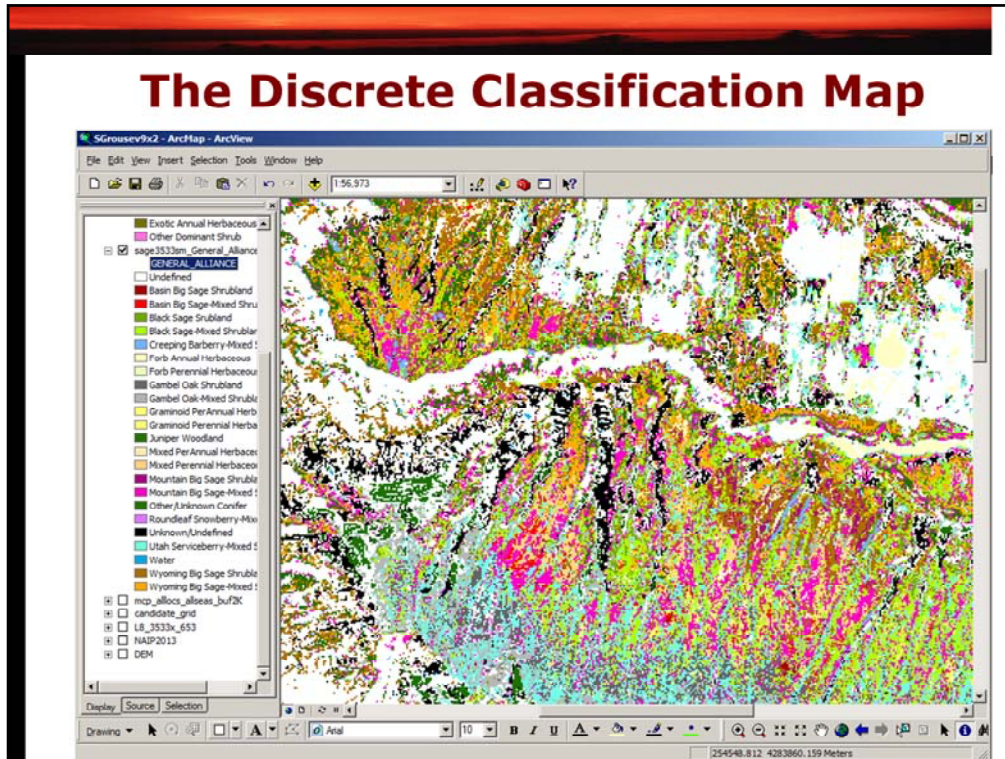 The Discrete Classification Map
SGrousev9x2 - ArcMap - ArcView
File Edit View Insert Selection Tools Window Help
1:56,973
Exotic Annual Herbaceous
Other Dominant Shrub
sage3533sm_General_Alliance
GENERAL_ALLIANCE
Undefined
Basin Big Sage Shrubland
Basin Big Sage-Mixed Shru
Black Sage Srubland
Black Sage-Mixed Shrublar
Creeping Barberry-Mixed S
Forb Annual Herbaceous
Forb Perennial Herbaceous
Gambel Oak Shrubland
Gambel Oak-Mixed Shrubla
Graminoid PerAnnual Herb
Graminoid Perennial Herba
Juniper Woodland
Mixed PerAnnual Herbaceo
Mixed Perennial Herbaceou
Mountain Big Sage Shrubla
Mountain Big Sage-Mixed S
Other/Unknown Conifer
Roundleaf Snowberry-Mixe
Unknown/Undefined
Utah Serviceberry-Mixed S
Water
Wyoming Big Sage Shrubla
Wyoming Big Sage-Mixed S
mcp_alllocs_allseas_buf2K
candidate_grid
L8_3533x_653
NAIP2013
DEM
Display Source Selection
Drawing A Arial 10 B I U A
254548.812 4283860.159 Meters